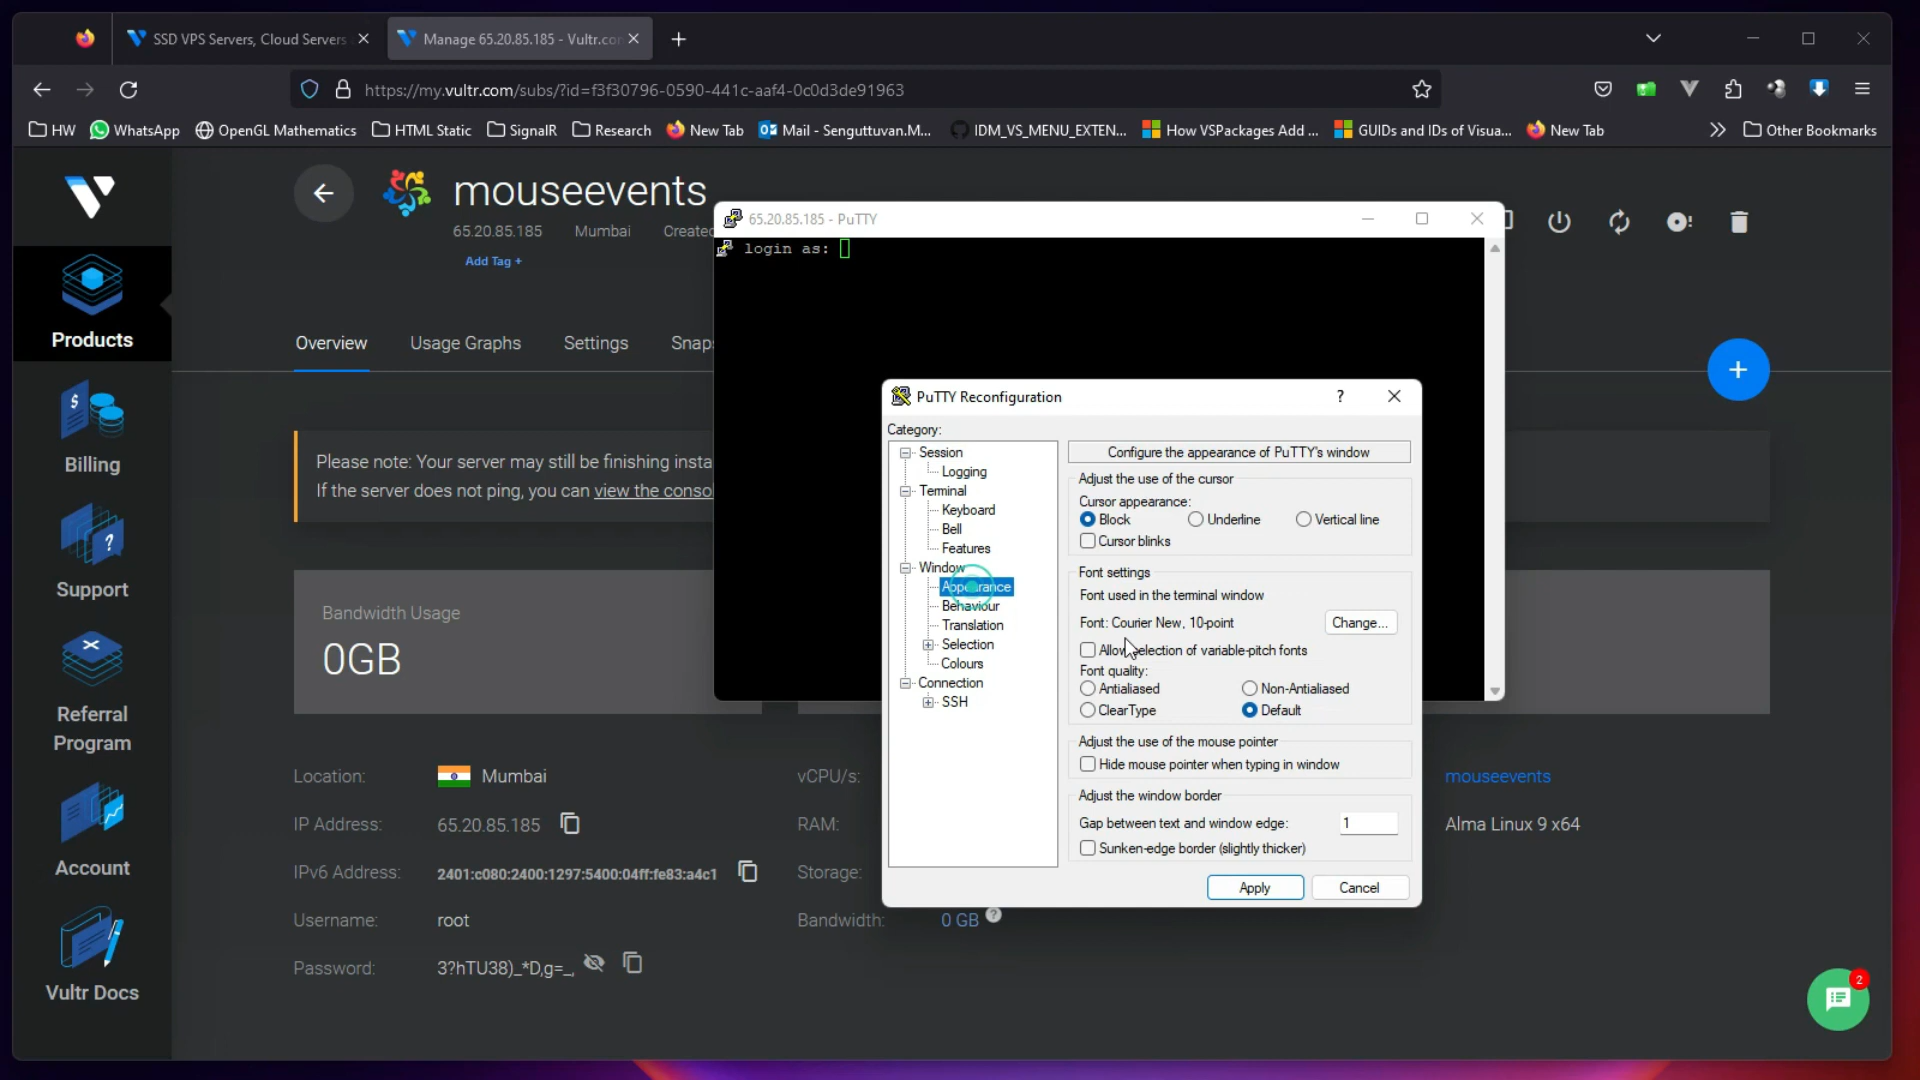 SSD VPS Servers, Cloud Servers
Manage 65.20.85.185 - Vultr.co
https://my.vultr.com/subs/?id=f3f30796-0590-441c-aaf4-0c0d3de91963
HW
WhatsApp
OpenGL Mathematics
HTML Static
SignalR
Research
New Tab
Mail - Senguttuvan.M...
IDM_VS_MENU_EXTEN...
How VSPackages Add ...
GUIDs and IDs of Visua...
New Tab
Other Bookmarks
mouseevents
65.20.85.185
Mumbai
Created
Add Tag +
65.20.85.185 - PuTTY
login as:
Products
Billing
Support
Referral
Program
Account
Vultr Docs
Overview
Usage Graphs
Settings
Snaps
Please note: Your server may still be finishing insta
If the server does not ping, you can view the consol
Bandwidth Usage
0GB
Location:
Mumbai
IP Address:
65.20.85.185
IPv6 Address:
2401:c080:2400:1297:5400:04ff:fe83:a4c1
Username:
root
Password:
3?hTU38)_*D,g=_,
vCPU/s:
RAM:
Storage:
Bandwidth:
0 GB
mouseevents
Alma Linux 9 x64
PuTTY Reconfiguration
Category:
Session
Logging
Terminal
Keyboard
Bell
Features
Window
Appearance
Behaviour
Translation
Selection
Colours
Connection
SSH
Configure the appearance of PuTTY's window
Adjust the use of the cursor
Cursor appearance:
Block
Underline
Vertical line
Cursor blinks
Font settings
Font used in the terminal window
Font: Courier New, 10-point
Change...
Allow selection of variable-pitch fonts
Font quality:
Antialiased
Non-Antialiased
ClearType
Default
Adjust the use of the mouse pointer
Hide mouse pointer when typing in window
Adjust the window border
Gap between text and window edge:
1
Sunken-edge border (slightly thicker)
Apply
Cancel
2